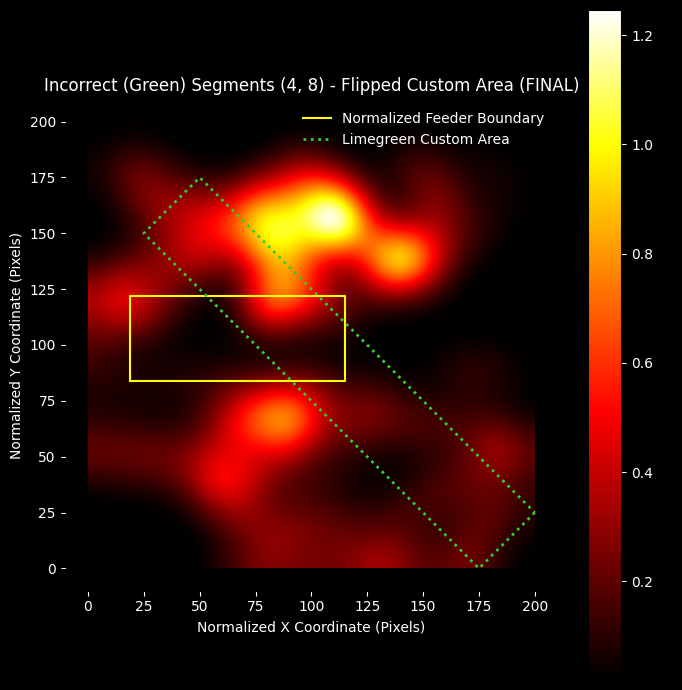 Incorrect (Green) Segments (4, 8) - Flipped Custom Area (FINAL)
Normalized Feeder Boundary
Limegreen Custom Area
Normalized Y Coordinate (Pixels)
200
175
150
125
100
75
50
25
0
0 25 50 75 100 125 150 175 200
Normalized X Coordinate (Pixels)
1.2
1.0
0.8
0.6
0.4
0.2